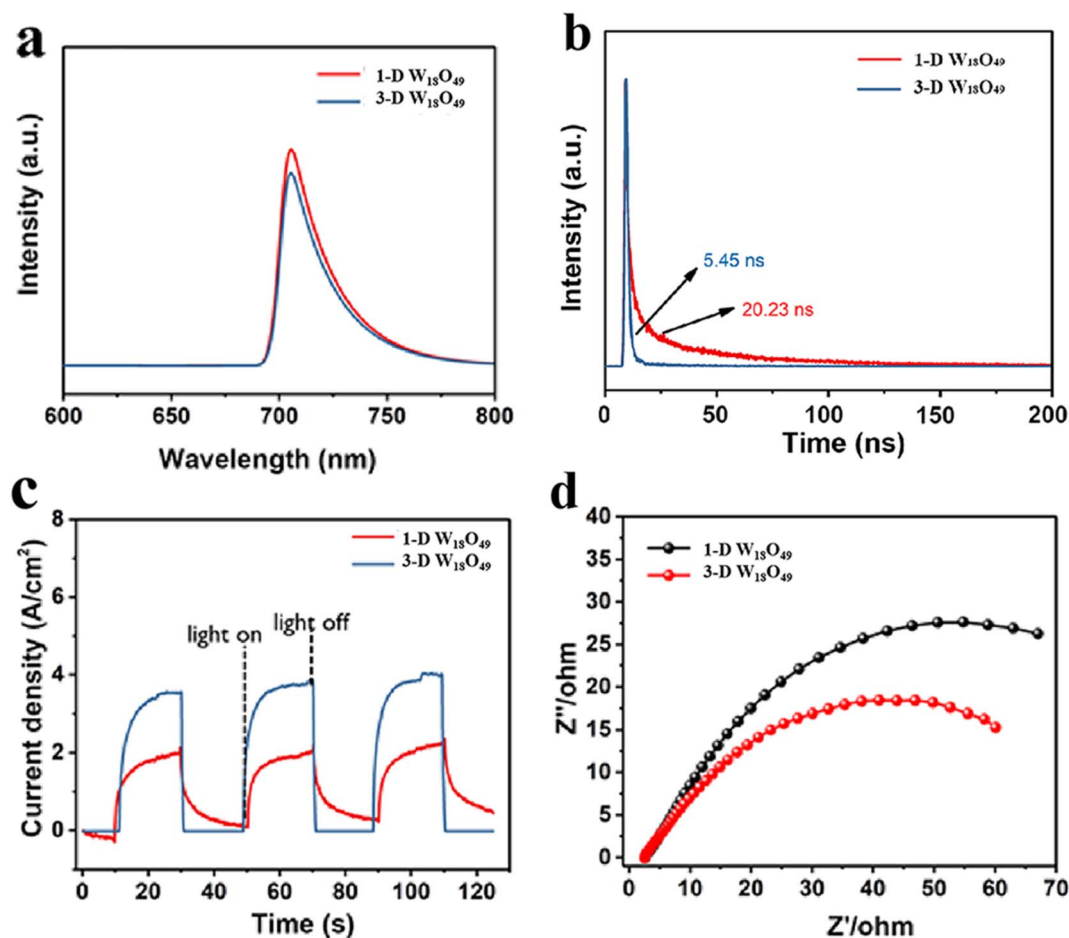 a
1-D W₁₈O₄₉
3-D W₁₈O₄₉
Intensity (a.u.)
600 650 700 750 800
Wavelength (nm)
b
1-D W₁₈O₄₉
3-D W₁₈O₄₉
5.45 ns
20.23 ns
Intensity (a.u.)
0 50 100 150 200
Time (ns)
c
8
1-D W₁₈O₄₉
3-D W₁₈O₄₉
6
light on
light off
4
2
0
Current density (A/cm²)
0 20 40 60 80 100 120
Time (s)
d
40
35
1-D W₁₈O₄₉
3-D W₁₈O₄₉
30
25
20
15
10
5
0
Z"/ohm
0 10 20 30 40 50 60 70
Z'/ohm